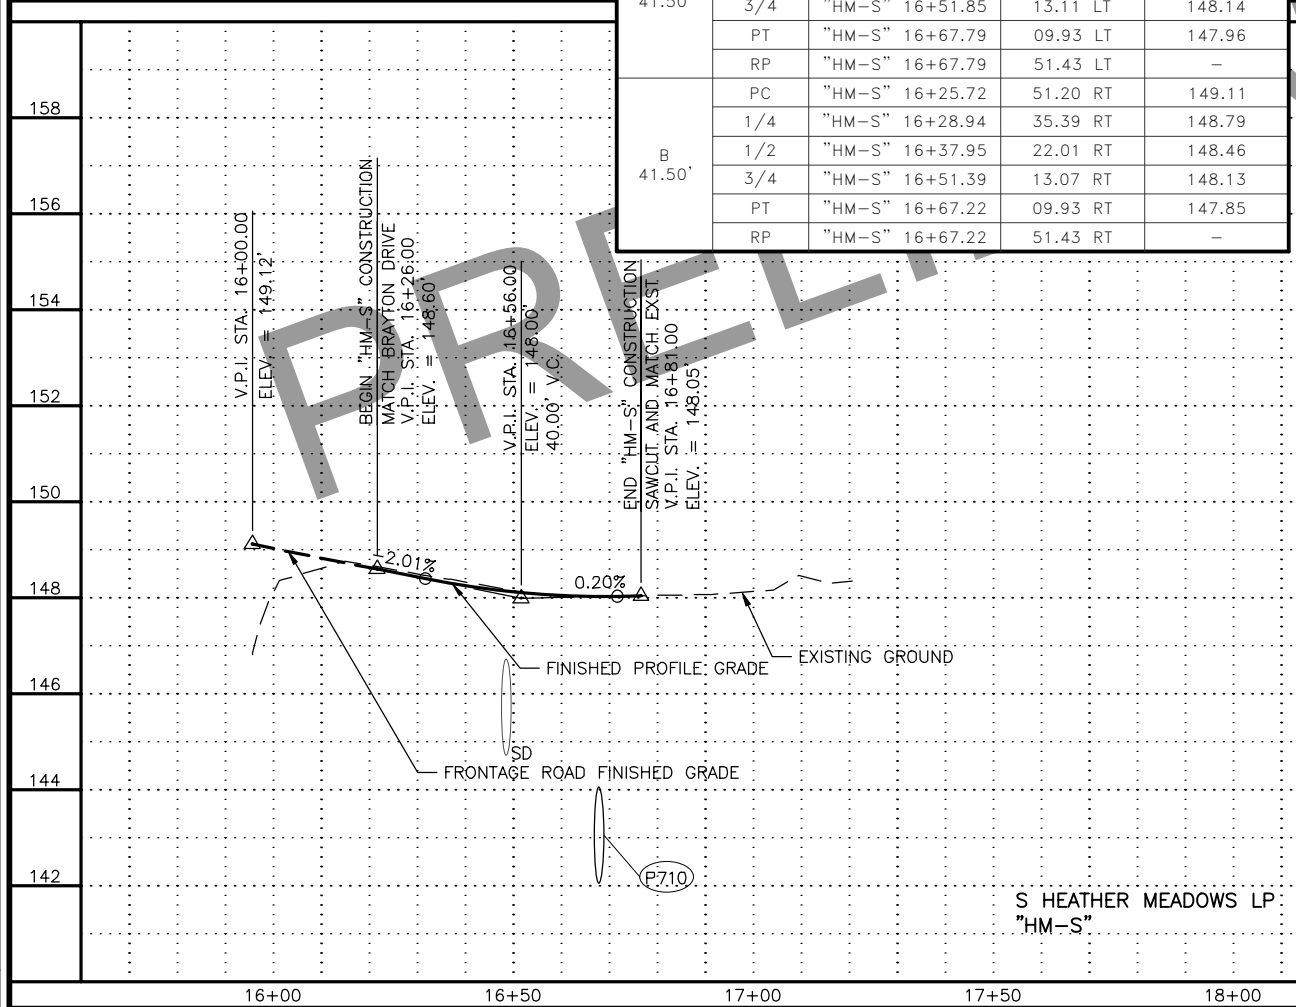 41.50'
3/4 "HM-S" 16+51.85 13.11 LT 148.14
PT "HM-S" 16+67.79 09.93 LT 147.96
RP "HM-S" 16+67.79 51.43 LT -
B
41.50'
PC "HM-S" 16+25.72 51.20 RT 149.11
1/4 "HM-S" 16+28.94 35.39 RT 148.79
1/2 "HM-S" 16+37.95 22.01 RT 148.46
3/4 "HM-S" 16+51.39 13.07 RT 148.13
PT "HM-S" 16+67.22 09.93 RT 147.85
RP "HM-S" 16+67.22 51.43 RT -
158
156
154
152
150
148
146
144
142
V.P.I. STA. 16+00.00
ELEV. = 149.12'
BEGIN "HM-S" CONSTRUCTION
MATCH BRAYTON DRIVE
V.P.I. STA. 16+26.00
ELEV. = 148.60'
V.P.I. STA. 16+56.00
ELEV. = 148.00'
40.00' V.C.
END "HM-S" CONSTRUCTION
SAWCUT AND MATCH EXST.
V.P.I. STA. 16+81.00
ELEV. = 148.05'
-2.01%
0.20%
FINISHED PROFILE GRADE
EXISTING GROUND
SD
FRONTAGE ROAD FINISHED GRADE
P710
S HEATHER MEADOWS LP
"HM-S"
16+00 16+50 17+00 17+50 18+00